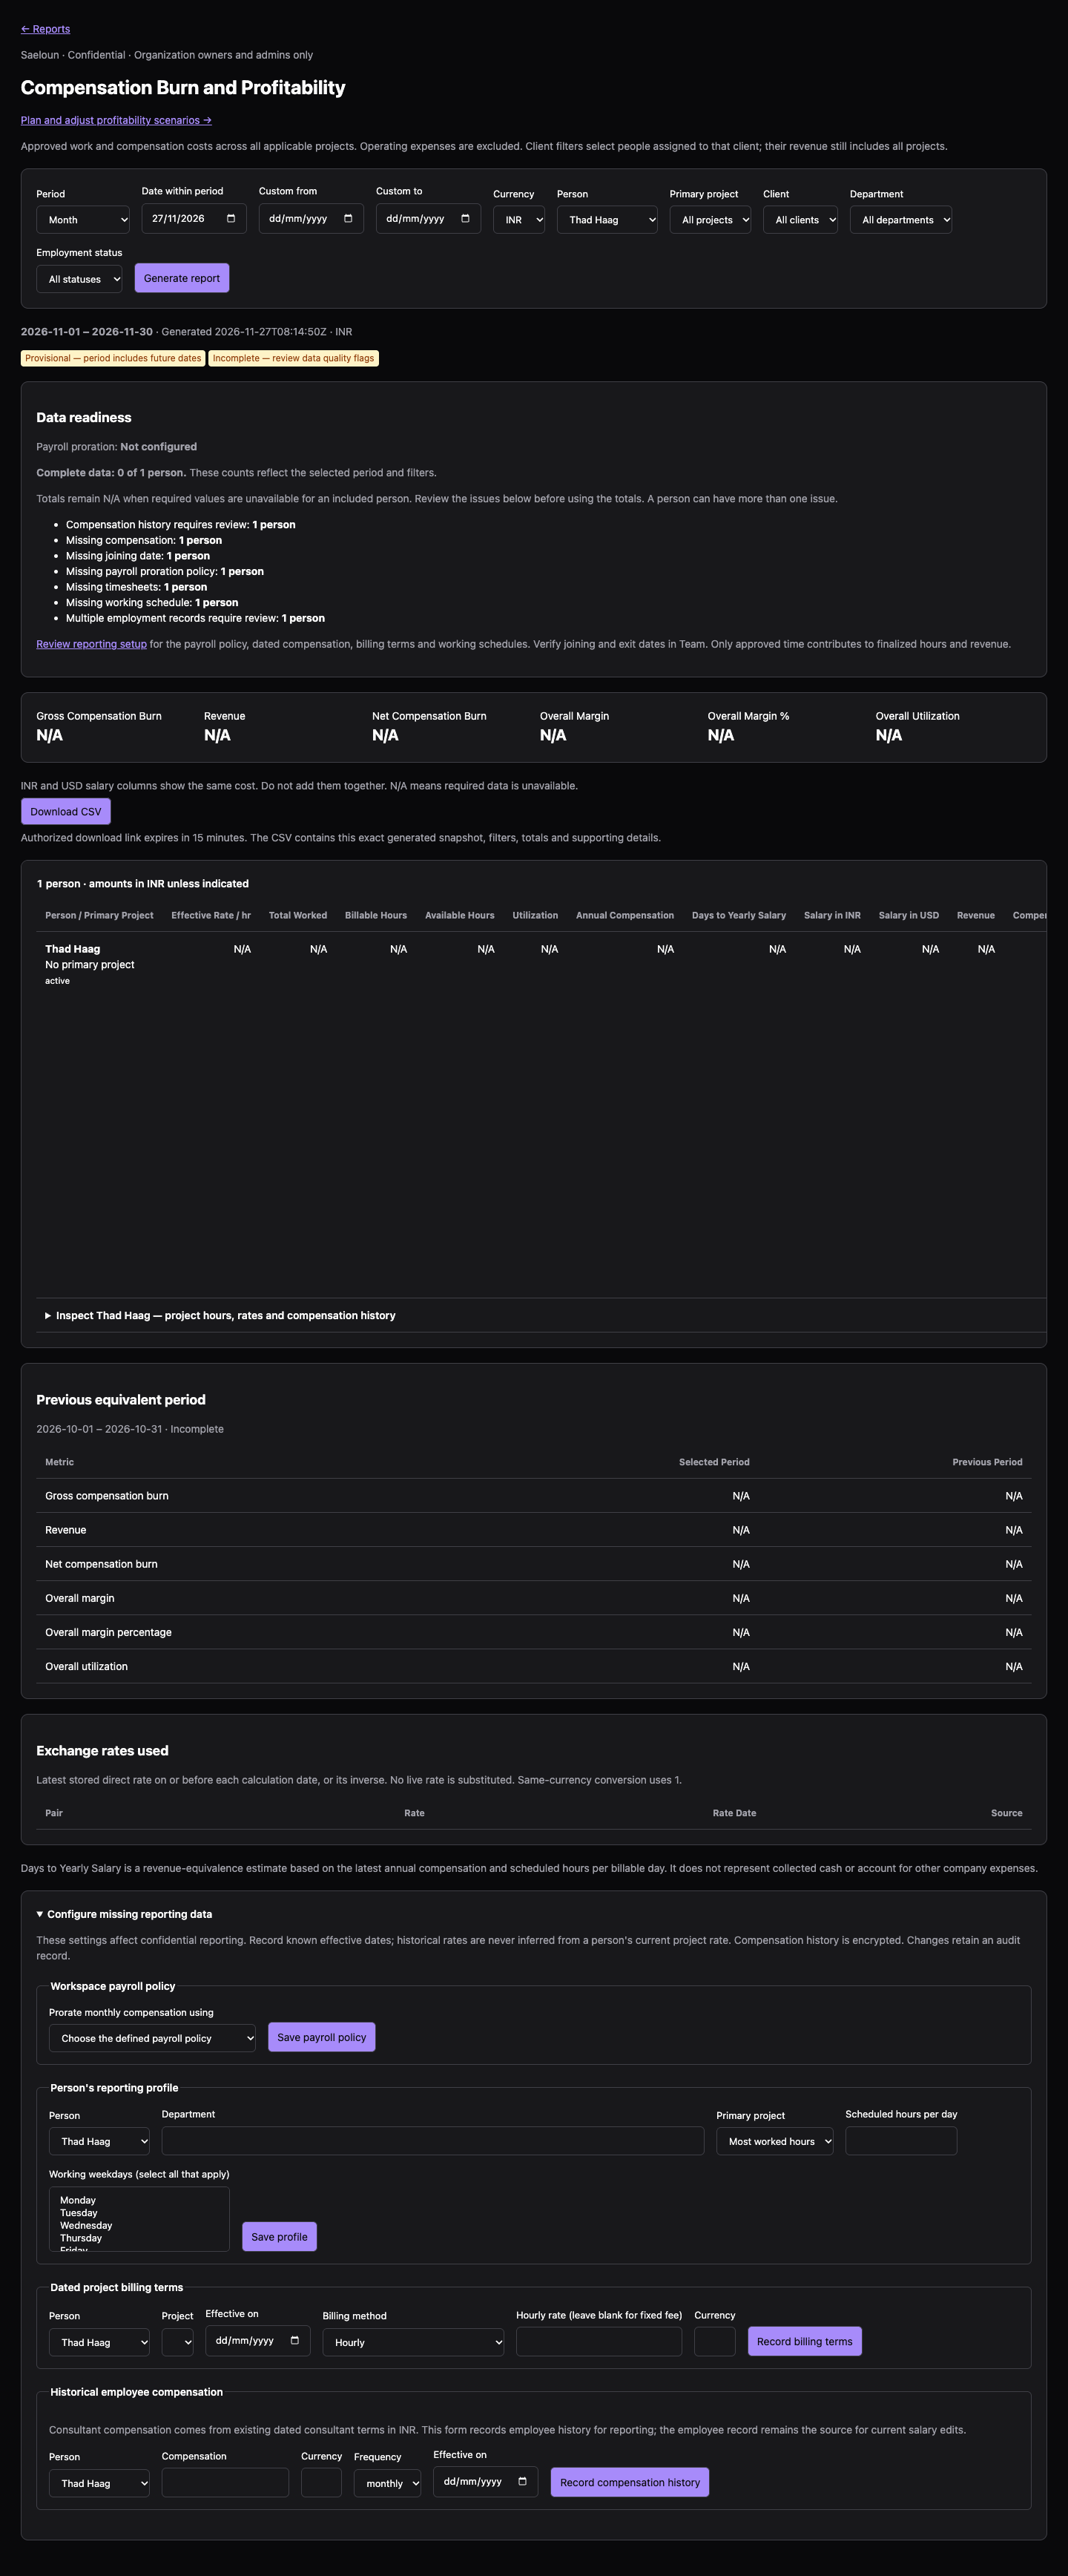 ← Reports
Saeloun · Confidential · Organization owners and admins only
Compensation Burn and Profitability
Plan and adjust profitability scenarios →
Approved work and compensation costs across all applicable projects. Operating expenses are excluded. Client filters select people assigned to that client; their revenue still includes all projects.
Period Date within period Custom from Custom to Currency Person Primary project Client Department
Month 27/11/2026 dd/mm/yyyy dd/mm/yyyy INR Thad Haag All projects All clients All departments
Employment status
All statuses Generate report
2026-11-01 – 2026-11-30 · Generated 2026-11-27T08:14:50Z · INR
Provisional — period includes future dates Incomplete — review data quality flags
Data readiness
Payroll proration: Not configured
Complete data: 0 of 1 person. These counts reflect the selected period and filters.
Totals remain N/A when required values are unavailable for an included person. Review the issues below before using the totals. A person can have more than one issue.
• Compensation history requires review: 1 person
• Missing compensation: 1 person
• Missing joining date: 1 person
• Missing payroll proration policy: 1 person
• Missing timesheets: 1 person
• Missing working schedule: 1 person
• Multiple employment records require review: 1 person
Review reporting setup for the payroll policy, dated compensation, billing terms and working schedules. Verify joining and exit dates in Team. Only approved time contributes to finalized hours and revenue.
Gross Compensation Burn Revenue Net Compensation Burn Overall Margin Overall Margin % Overall Utilization
N/A N/A N/A N/A N/A N/A
INR and USD salary columns show the same cost. Do not add them together. N/A means required data is unavailable.
Download CSV
Authorized download link expires in 15 minutes. The CSV contains this exact generated snapshot, filters, totals and supporting details.
1 person · amounts in INR unless indicated
Person / Primary Project Effective Rate / hr Total Worked Billable Hours Available Hours Utilization Annual Compensation Days to Yearly Salary Salary in INR Salary in USD Revenue Comper
Thad Haag N/A N/A N/A N/A N/A N/A N/A N/A N/A N/A
No primary project
active
▶ Inspect Thad Haag — project hours, rates and compensation history
Previous equivalent period
2026-10-01 – 2026-10-31 · Incomplete
Metric Selected Period Previous Period
Gross compensation burn N/A N/A
Revenue N/A N/A
Net compensation burn N/A N/A
Overall margin N/A N/A
Overall margin percentage N/A N/A
Overall utilization N/A N/A
Exchange rates used
Latest stored direct rate on or before each calculation date, or its inverse. No live rate is substituted. Same-currency conversion uses 1.
Pair Rate Rate Date Source
Days to Yearly Salary is a revenue-equivalence estimate based on the latest annual compensation and scheduled hours per billable day. It does not represent collected cash or account for other company expenses.
▼ Configure missing reporting data
These settings affect confidential reporting. Record known effective dates; historical rates are never inferred from a person's current project rate. Compensation history is encrypted. Changes retain an audit
record.
Workspace payroll policy
Prorate monthly compensation using
Choose the defined payroll policy Save payroll policy
Person's reporting profile
Person Department Primary project Scheduled hours per day
Thad Haag Most worked hours
Working weekdays (select all that apply)
Monday
Tuesday
Wednesday
Thursday
Friday
Save profile
Dated project billing terms
Person Project Effective on Billing method Hourly rate (leave blank for fixed fee) Currency
Thad Haag dd/mm/yyyy Hourly Record billing terms
Historical employee compensation
Consultant compensation comes from existing dated consultant terms in INR. This form records employee history for reporting; the employee record remains the source for current salary edits.
Person Compensation Currency Frequency Effective on
Thad Haag monthly dd/mm/yyyy Record compensation history